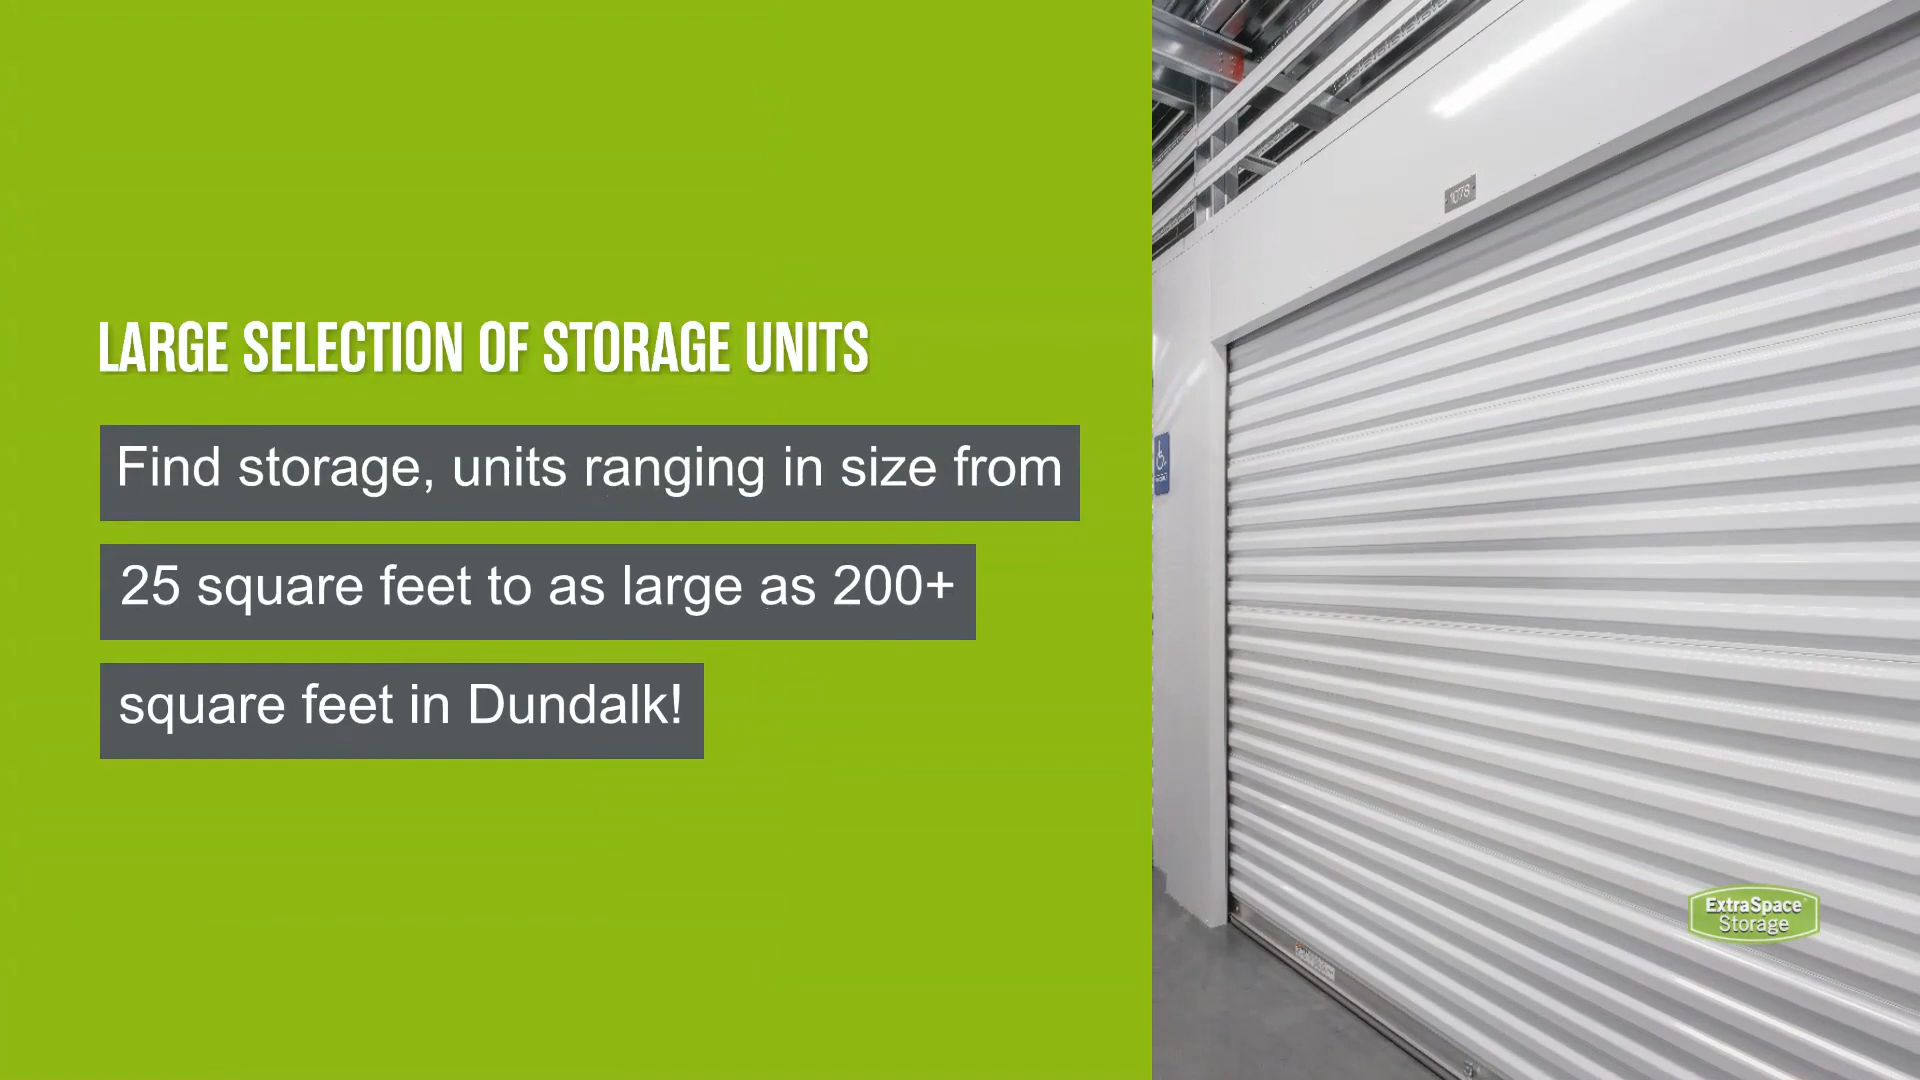 LARGE SELECTION OF STORAGE UNITS
Find storage, units ranging in size from
25 square feet to as large as 200+
square feet in Dundalk!
1078
ExtraSpace
Storage